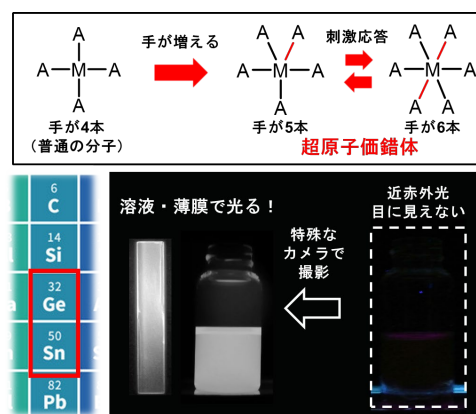 A
A M A
A
手が4本
(普通の分子)
手が増える
A A
A M A
A
手が5本
刺激応答
A A
A M A
A A
手が6本
超原子価錯体
6
C
14
Si
32
Ge
50
Sn
82
Pb
溶液・薄膜で光る！
特殊な
カメラで
撮影
近赤外光
目に見えない